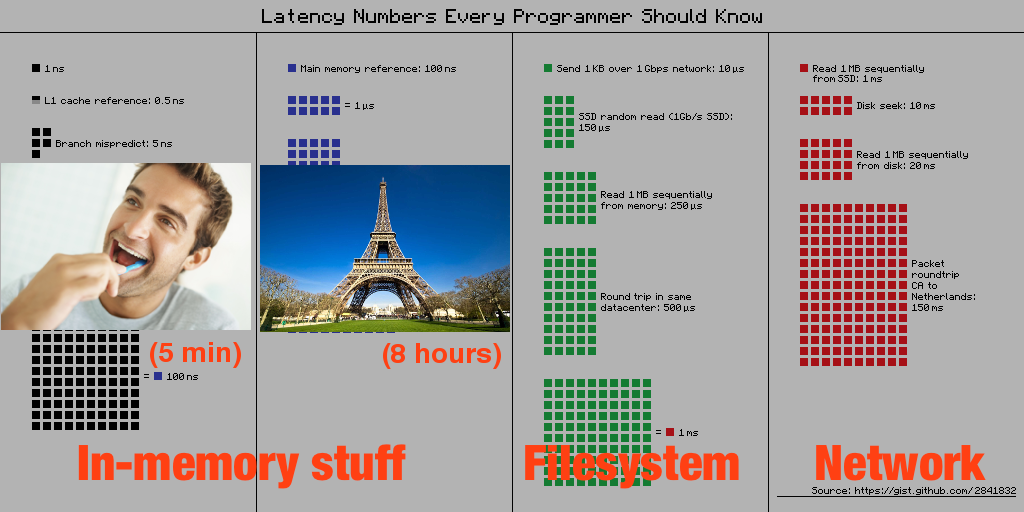 Latency Numbers Every Programmer Should Know
1 ns
L1 cache reference: 0.5 ns
Branch mispredict: 5 ns
(5 min)
= 100 ns
Main memory reference: 100 ns
= 1 µs
(8 hours)
In-memory stuff
Send 1 KB over 1 Gbps network: 10 µs
SSD random read (1Gb/s SSD):
150 µs
Read 1 MB sequentially
from memory: 250 µs
Round trip in same
datacenter: 500 µs
= 1 ms
Filesystem
Read 1 MB sequentially
from SSD: 1 ms
Disk seek: 10 ms
Read 1 MB sequentially
from disk: 20 ms
Packet
roundtrip
CA to
Netherlands:
150 ms
Network
Source: https://gist.github.com/2841832